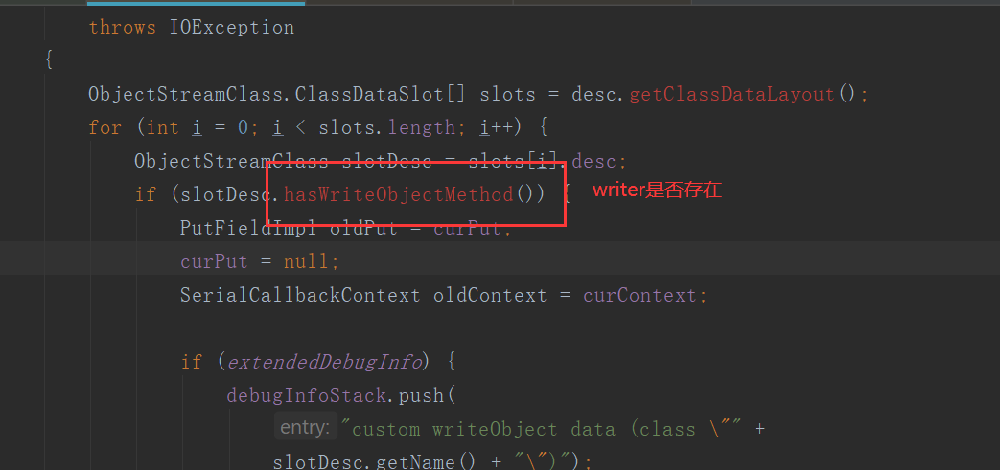 throws IOException
{
ObjectStreamClass.ClassDataSlot[] slots = desc.getClassDataLayout();
for (int i = 0; i < slots.length; i++) {
ObjectStreamClass slotDesc = slots[i].desc;
if (slotDesc.hasWriteObjectMethod()) { writer是否存在
PutFieldImpl oldPut = curPut;
curPut = null;
SerialCallbackContext oldContext = curContext;
if (extendedDebugInfo) {
debugInfoStack.push(
entry: "custom writeObject data (class \"" +
slotDesc.getName() + "\")");